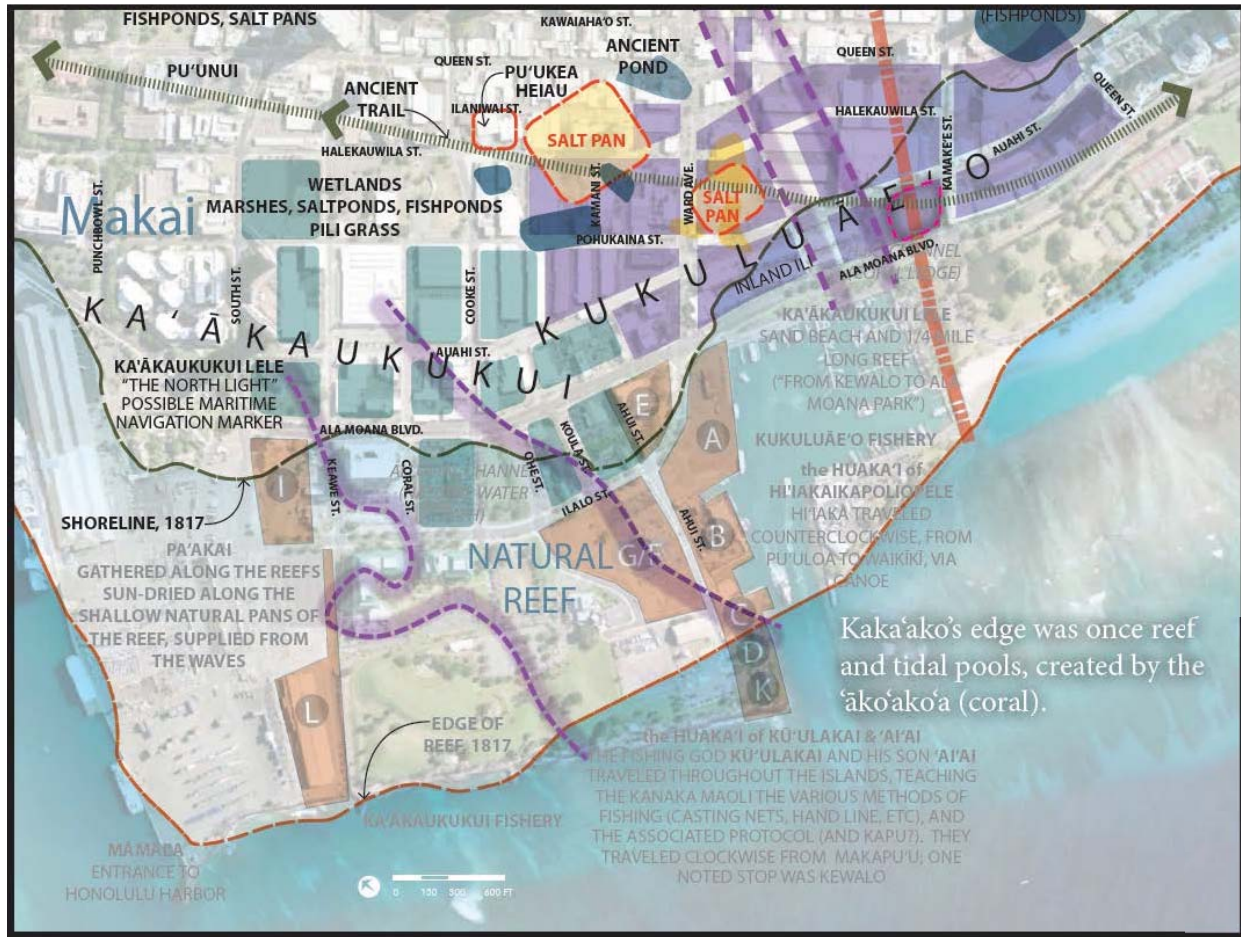 FISHPONDS, SALT PANS
KAWAIAHA‘O ST.
(FISHPONDS)
ANCIENT
POND
QUEEN ST.
QUEEN ST.
QUEEN ST.
PU‘UNUI
PU‘UKEA
HEIAU
ANCIENT
TRAIL
ILANIWAI ST.
HALEKAUWILA ST.
HALEKAUWILA ST.
SALT PAN
KAMAKE‘E ST.
AUAHI ST.
WETLANDS
MARSHES, SALTPONDS, FISHPONDS
PILI GRASS
KAMANI ST.
WARD AVE.
SALT
PAN
Makai
PUNCHBOWL ST.
POHUKAINA ST.
KUKULUĀE‘O
INLAND ILI
ALA MOANA BLVD.
SOUTH ST.
COOKE ST.
KA‘ĀKAUKUKUI
AUAHI ST.
KA'ĀKAUKUKUI LELE
"THE NORTH LIGHT"
POSSIBLE MARITIME
NAVIGATION MARKER
KA'ĀKAUKUKUI LELE
SAND BEACH AND 1/4 MILE
LONG REEF
("FROM KEWALO TO ALA
MOANA PARK")
ALA MOANA BLVD.
KOULA ST.
AHUI ST.
E
A
KUKULUĀE‘O FISHERY
I
KEAWE ST.
CORAL ST.
CHANNEL
WATER
OHE ST.
ILALO ST.
the HUAKA‘I of
HI‘IAKAIKAPOLIOPELE
HI‘IAKA TRAVELED
COUNTERCLOCKWISE, FROM
PU‘ULOA TO WAIKĪKĪ, VIA
CANOE
SHORELINE, 1817
AHUI ST.
B
PA‘AKAI
GATHERED ALONG THE REEFS
SUN-DRIED ALONG THE
SHALLOW NATURAL PANS OF
THE REEF, SUPPLIED FROM
THE WAVES
NATURAL
REEF
G/F
C
D
K
Kaka‘ako’s edge was once reef
and tidal pools, created by the
‘āko‘ako‘a (coral).
L
EDGE OF
REEF, 1817
the HUAKA‘I of KŪ‘ULAKAI & ‘AI‘AI
THE FISHING GOD KŪ‘ULAKAI AND HIS SON ‘AI‘AI
TRAVELED THROUGHOUT THE ISLANDS, TEACHING
THE KANAKA MAOLI THE VARIOUS METHODS OF
FISHING (CASTING NETS, HAND LINE, ETC), AND
THE ASSOCIATED PROTOCOL (AND KAPU?). THEY
TRAVELED CLOCKWISE FROM MAKAPU‘U; ONE
NOTED STOP WAS KEWALO
KA‘ĀKAUKUKUI FISHERY
MĀMALA
ENTRANCE TO
HONOLULU HARBOR
0 150 300 600 FT